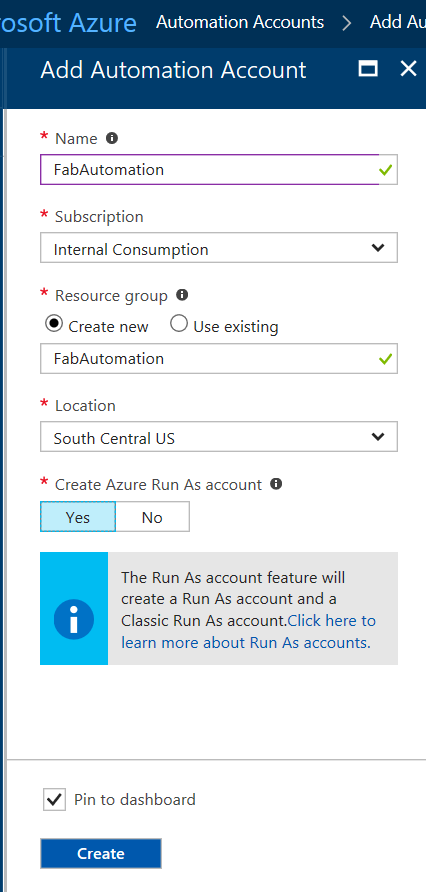 osoft Azure Automation Accounts > Add Au
Add Automation Account
* Name
FabAutomation
* Subscription
Internal Consumption
* Resource group
Create new Use existing
FabAutomation
* Location
South Central US
* Create Azure Run As account
Yes No
The Run As account feature will
create a Run As account and a
Classic Run As account.Click here to
learn more about Run As accounts.
Pin to dashboard
Create